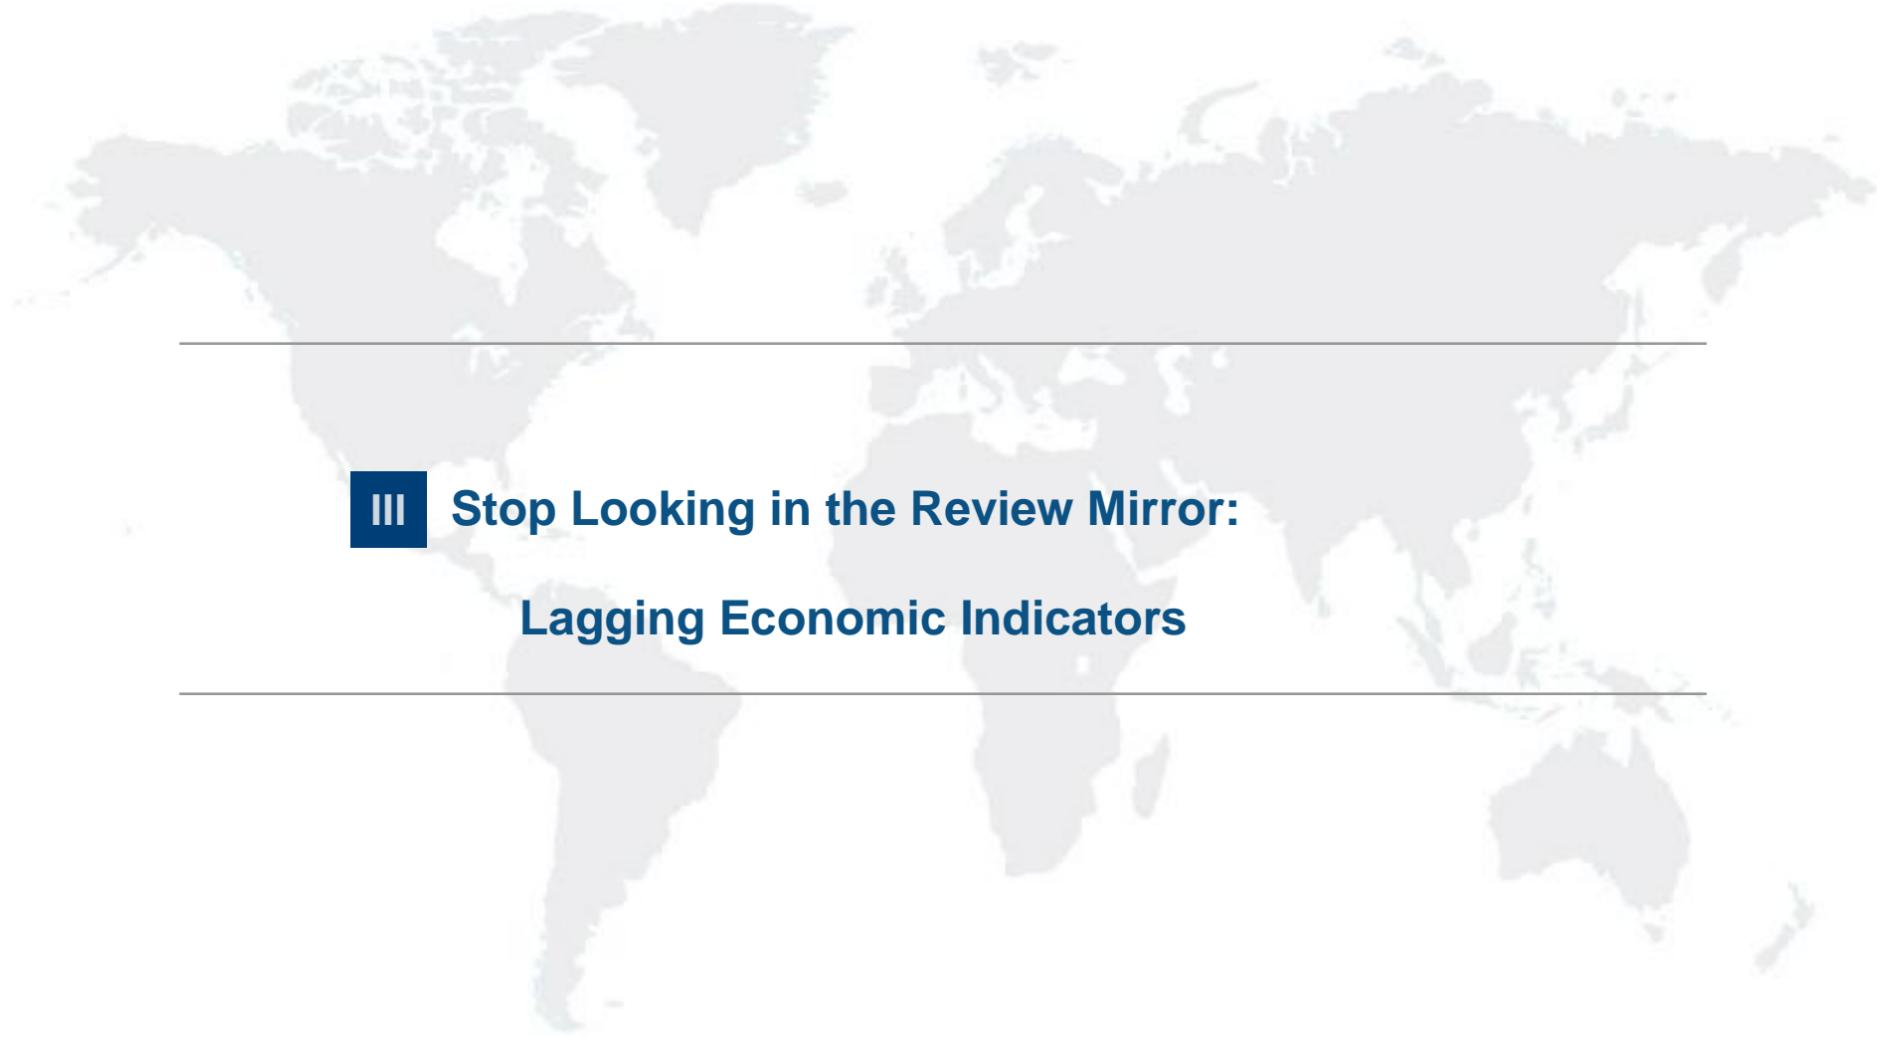 III Stop Looking in the Review Mirror:
Lagging Economic Indicators